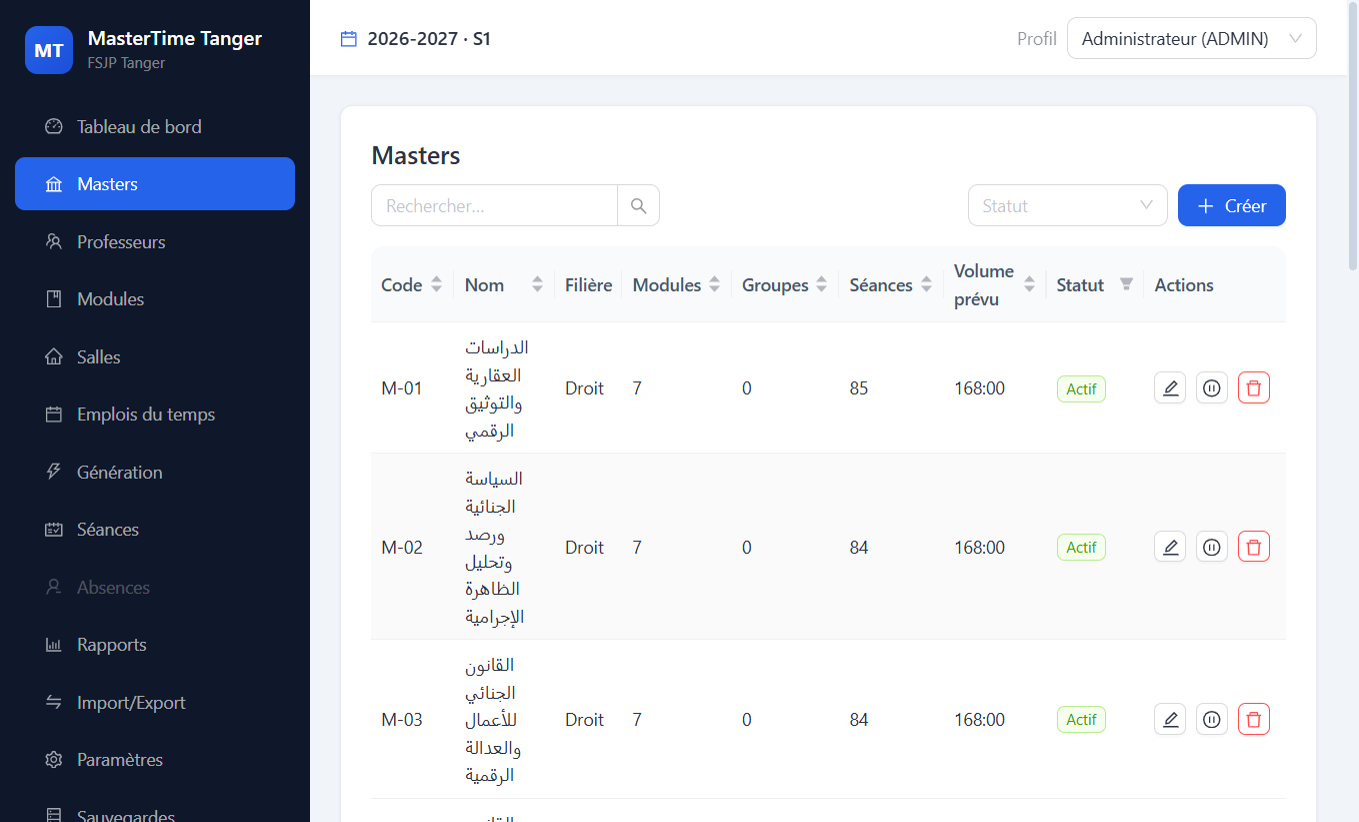 MT
MasterTime Tanger
FSJP Tanger
Tableau de bord
Masters
Professeurs
Modules
Salles
Emplois du temps
Génération
Séances
Absences
Rapports
Import/Export
Paramètres
Sauvegardes
2026-2027 · S1
Profil
Administrateur (ADMIN)
Masters
Rechercher...
Statut
Créer
Code Nom Filière Modules Groupes Séances Volume prévu Statut Actions
M-01
الدراسات
العقارية
والتوثيق
الرقمي
Droit 7 0 85 168:00 Actif
M-02
السياسة
الجنائية
ورصد
وتحليل
الظاهرة
الإجرامية
Droit 7 0 84 168:00 Actif
M-03
القانون
الجنائي
للأعمال
والعدالة
الرقمية
Droit 7 0 84 168:00 Actif